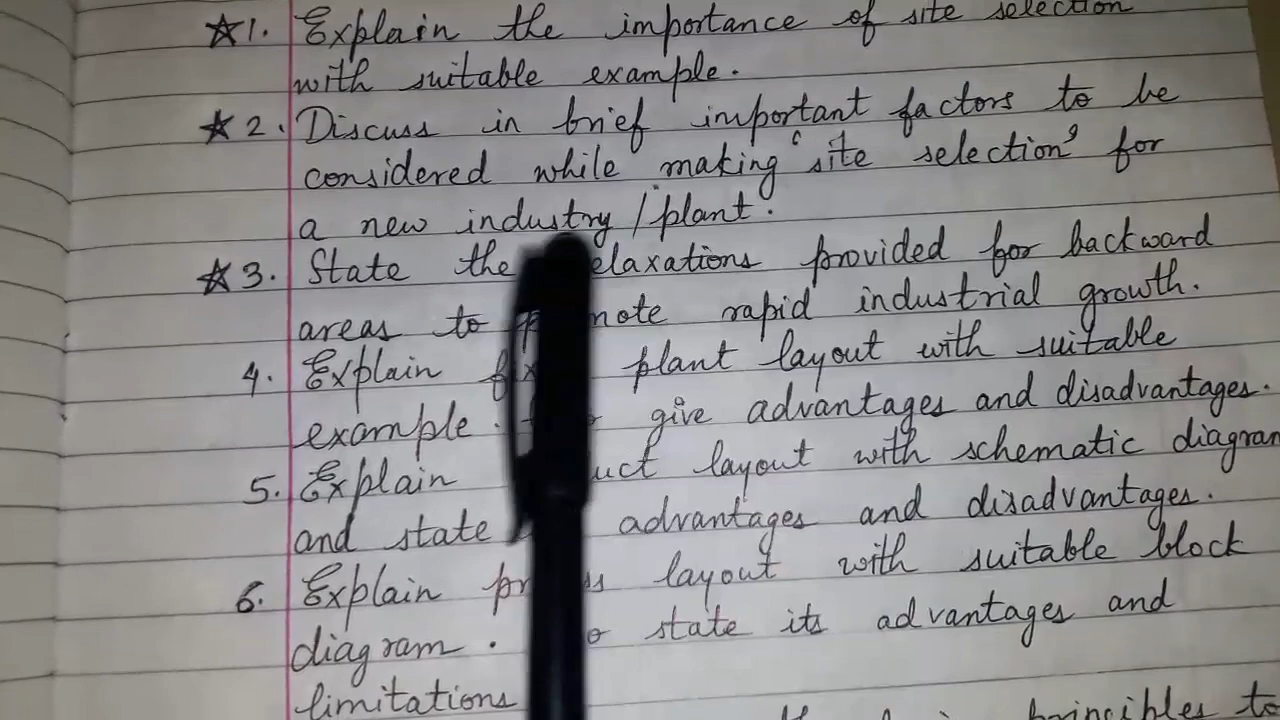 ☆1. Explain the importance of site selection
with suitable example.
☆2. Discuss in brief important factors to be
considered while making 'site selection' for
a new industry / plant.
☆3. State the relaxations provided for backward
areas to rapid industrial growth.
4. Explain plant layout with suitable
example. give advantages and disadvantages.
5. Explain layout with schematic diagram
and state advantages and disadvantages.
6. Explain layout with suitable block
diagram. state its advantages and
limitations
principles to